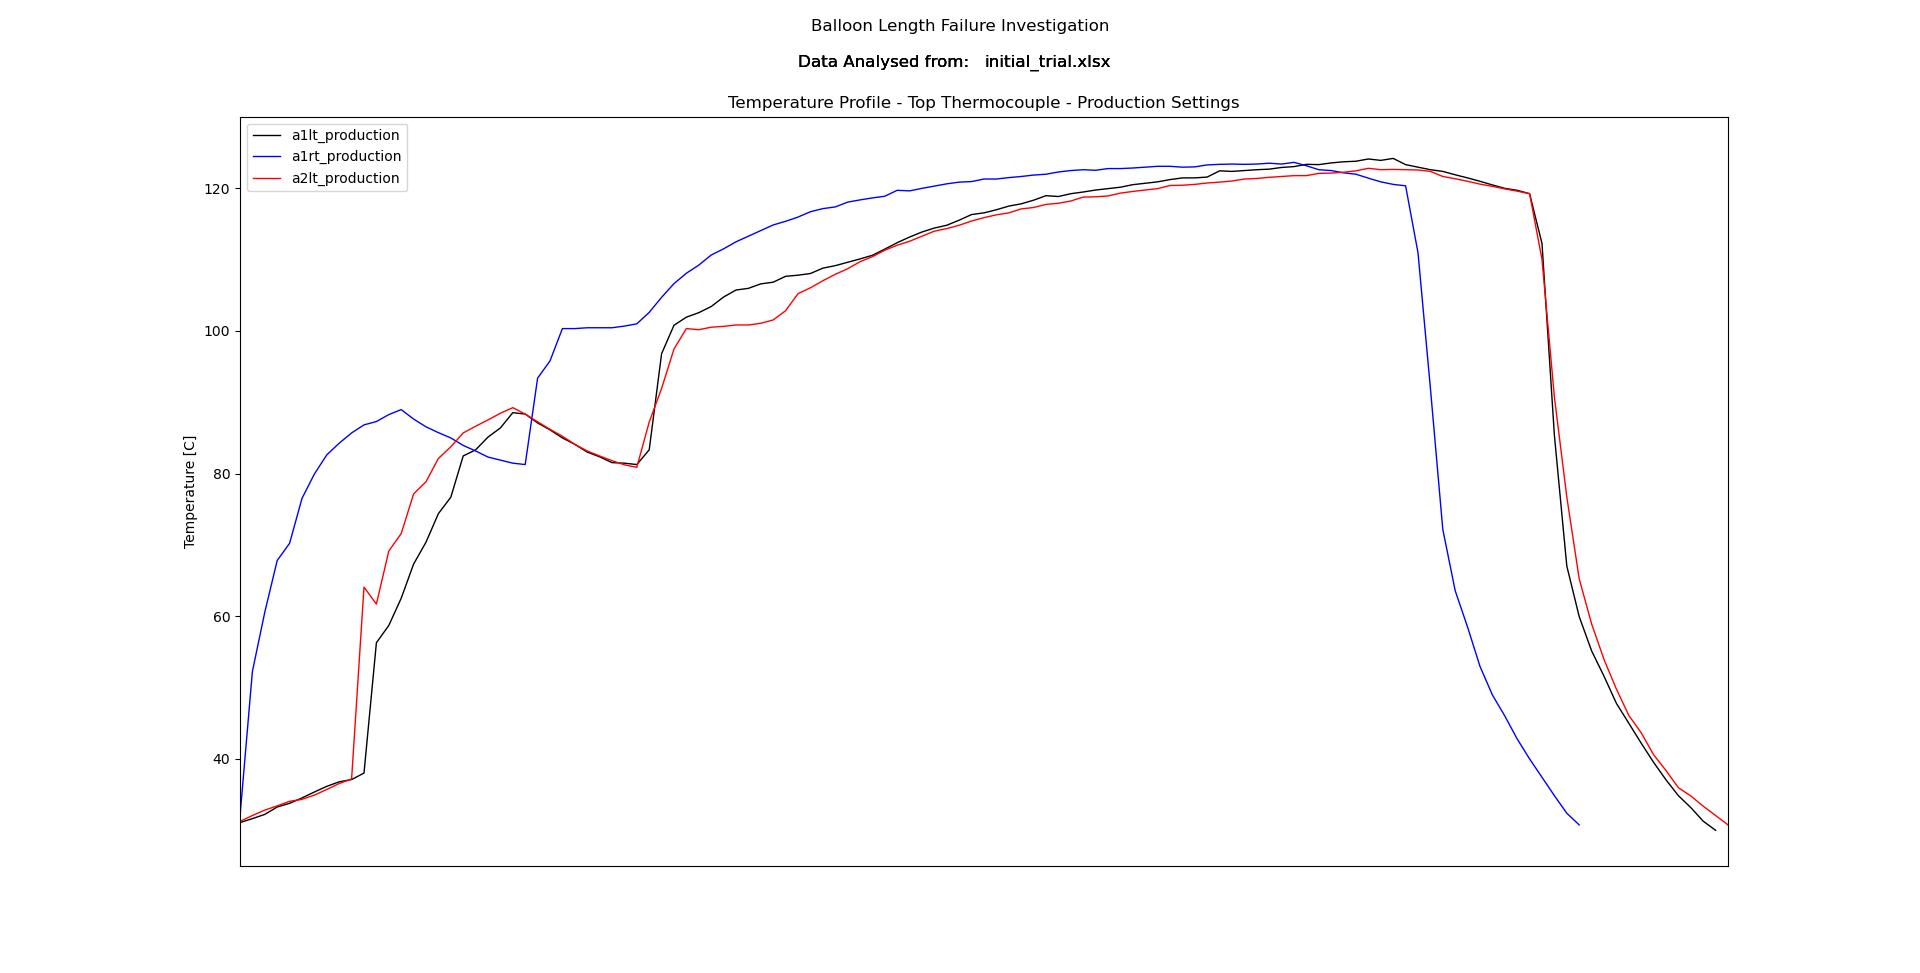 Balloon Length Failure Investigation
Data Analysed from:   initial_trial.xlsx
Temperature Profile - Top Thermocouple - Production Settings
a1lt_production
a1rt_production
a2lt_production
120
100
80
60
40
Temperature [C]